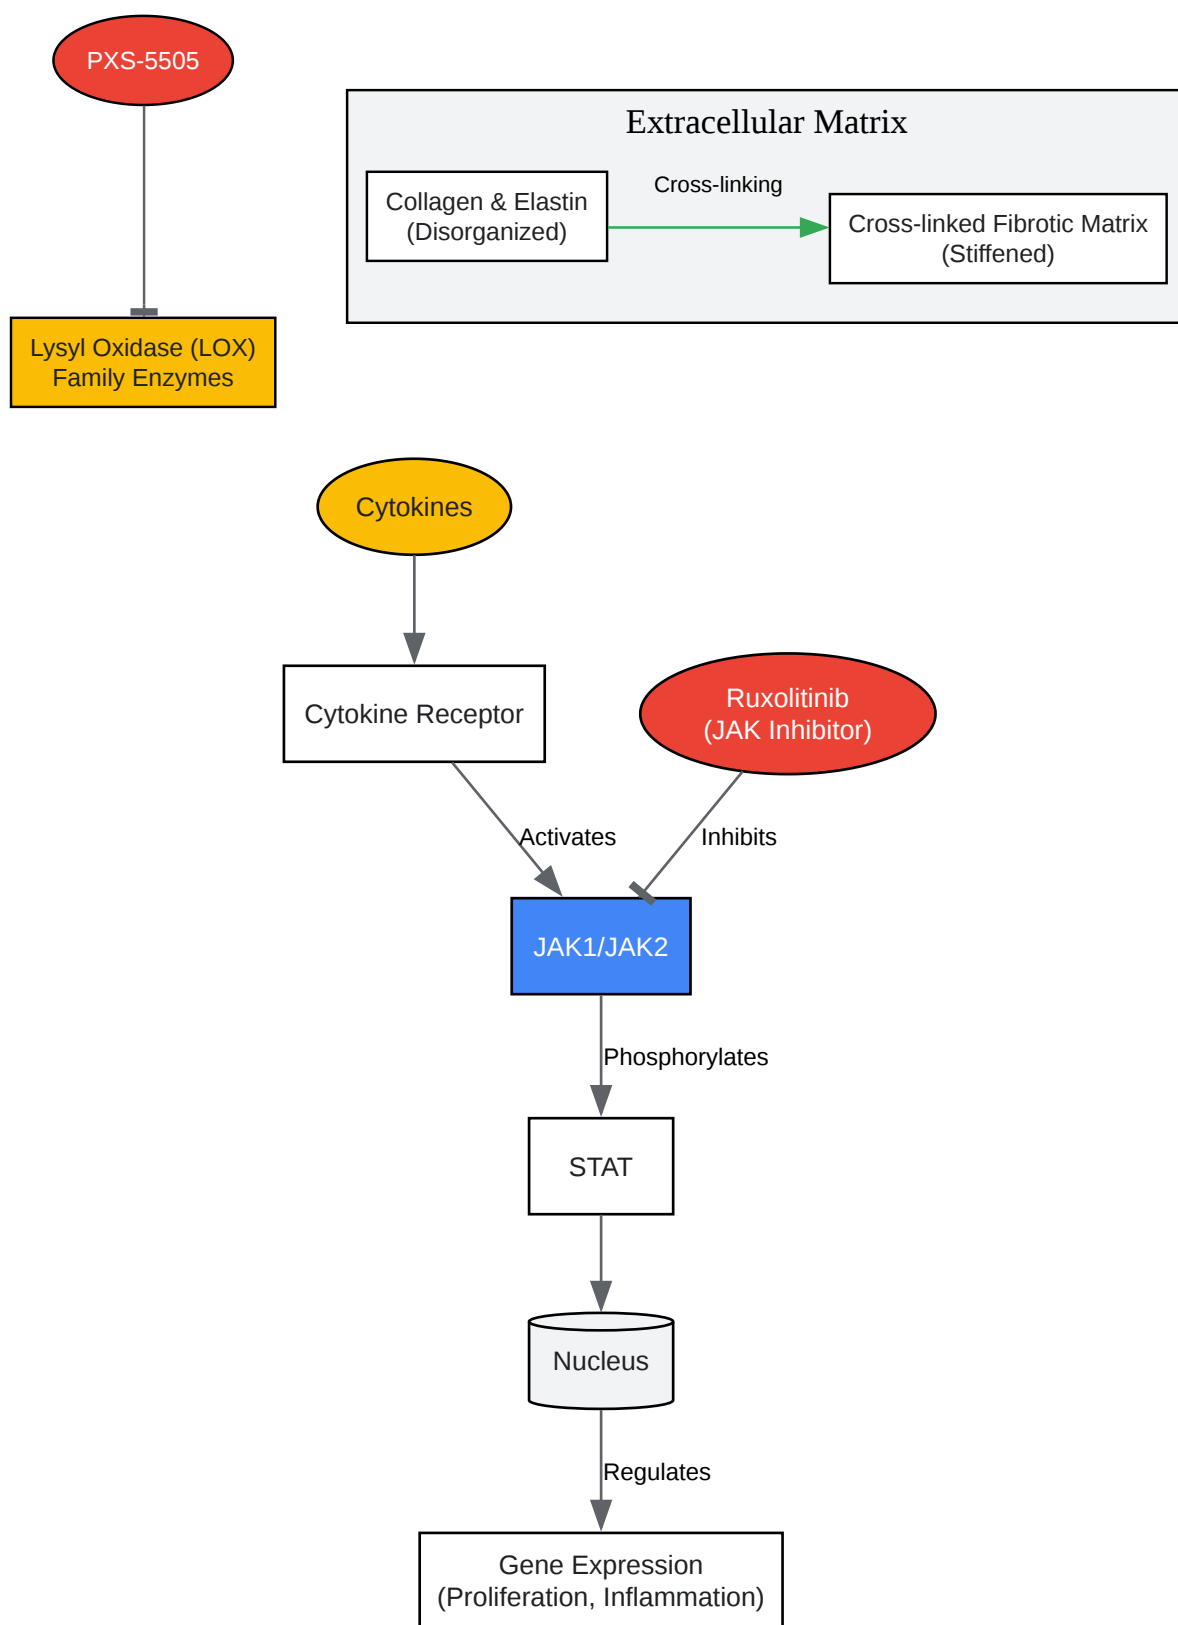 PXS-5505
Extracellular Matrix
Cross-linking
Collagen & Elastin
(Disorganized)
Cross-linked Fibrotic Matrix
(Stiffened)
Lysyl Oxidase (LOX)
Family Enzymes
Cytokines
Cytokine Receptor
Ruxolitinib
(JAK Inhibitor)
Activates
Inhibits
JAK1/JAK2
Phosphorylates
STAT
Nucleus
Regulates
Gene Expression
(Proliferation, Inflammation)